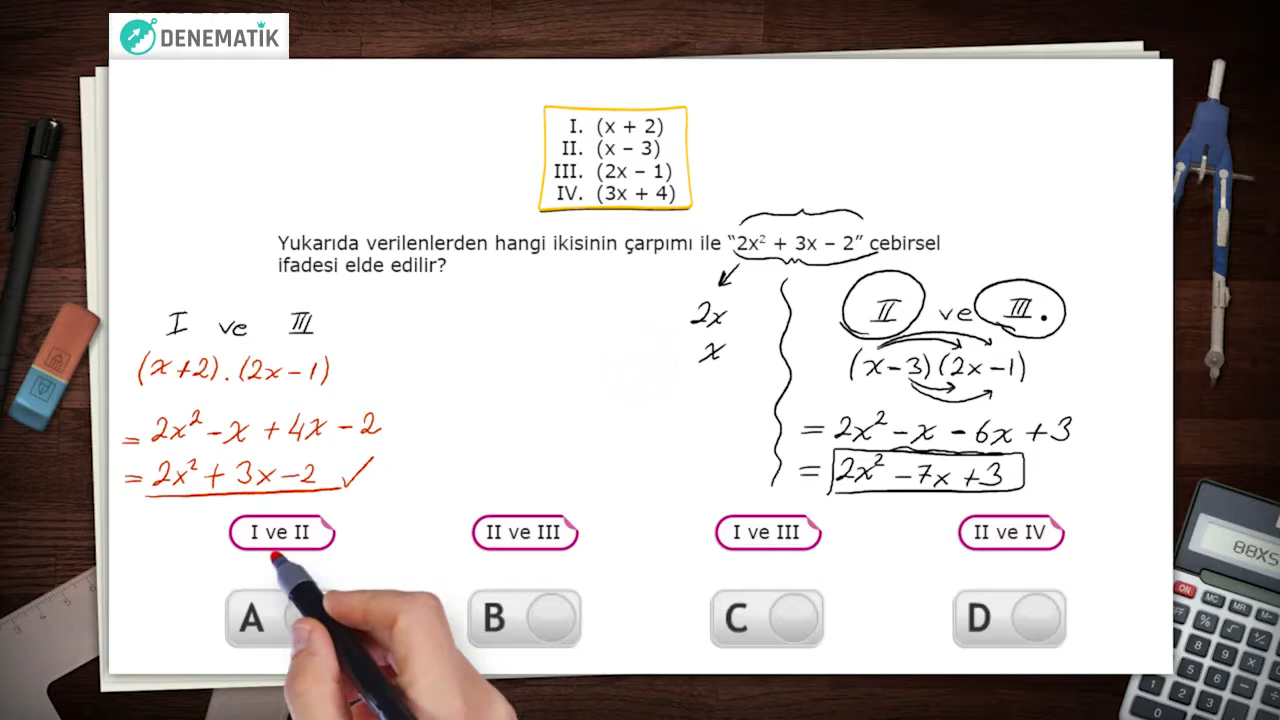 DENEMATİK
I. (x + 2)
II. (x – 3)
III. (2x – 1)
IV. (3x + 4)
Yukarıda verilenlerden hangi ikisinin çarpımı ile “2x² + 3x – 2” cebirsel
ifadesi elde edilir?
I ve III
(x+2).(2x-1)
= 2x² - x + 4x - 2
= 2x² + 3x - 2 ✓
2x
x
II ve III.
(x-3)(2x-1)
= 2x² - x - 6x + 3
= 2x² - 7x + 3
I ve II
II ve III
I ve III
II ve IV
A
B
C
D